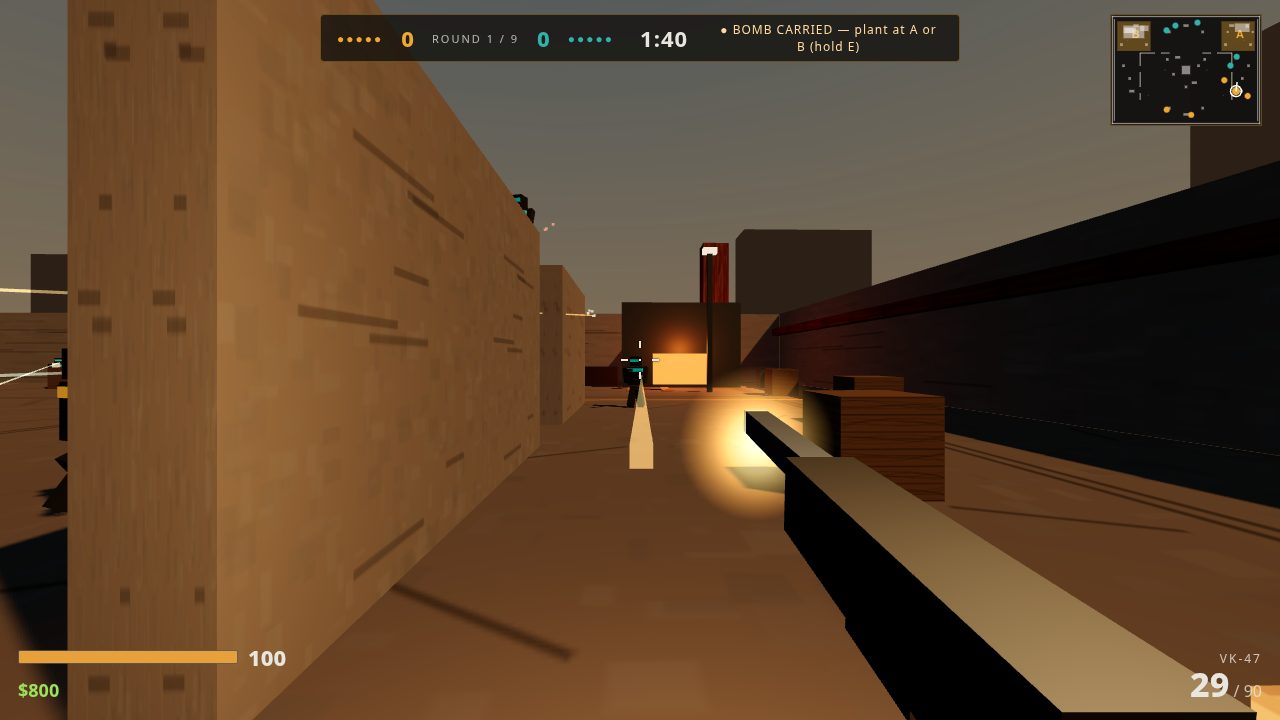 0 ROUND 1 / 9 0 1:40
● BOMB CARRIED — plant at A or
B (hold E)
B A
100
$800
VK-47
29 / 90